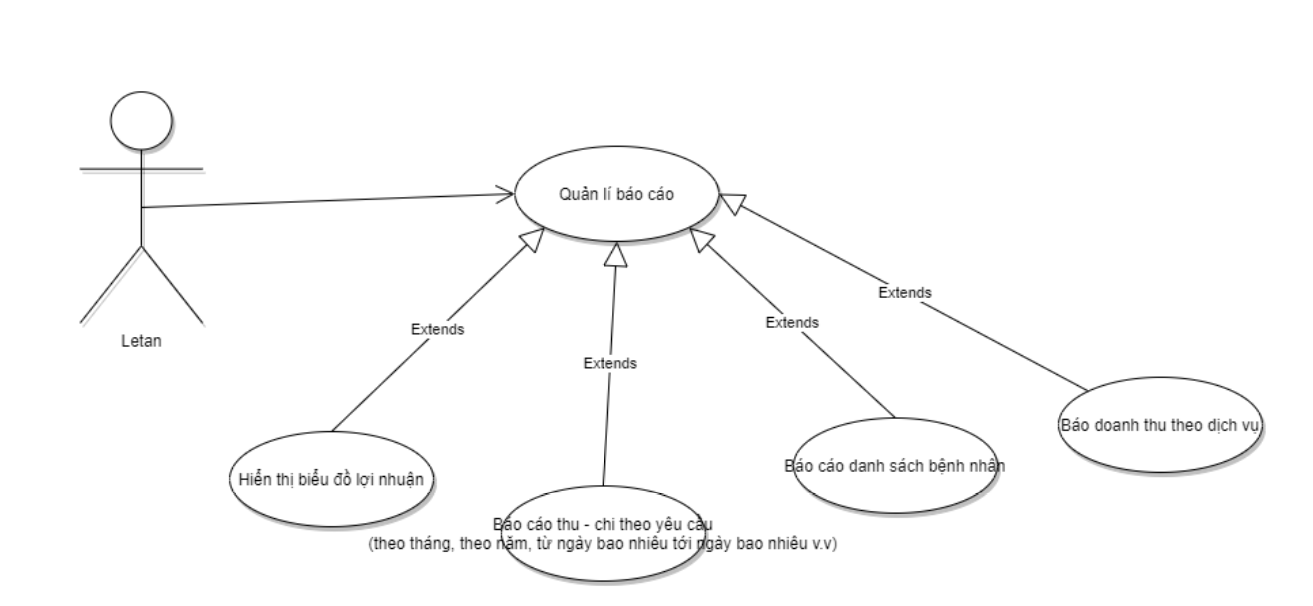 Quản lí báo cáo
Extends
Extends
Extends
Extends
Letan
Báo doanh thu theo dịch vụ
Báo cáo danh sách bệnh nhân
Hiển thị biểu đồ lợi nhuận
Báo cáo thu - chi theo yêu cầu
(theo tháng, theo năm, từ ngày bao nhiêu tới ngày bao nhiêu v.v)